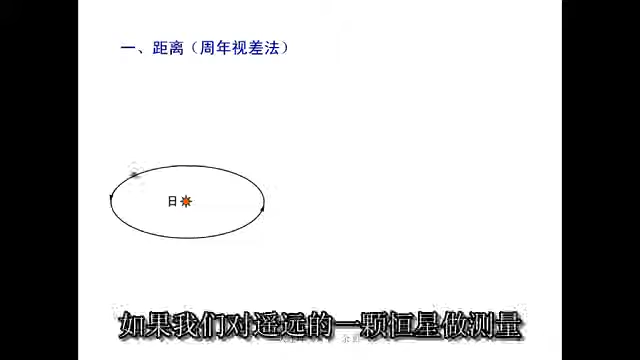 一、距离（周年视差法）
日
如果我们对遥远的一颗恒星做测量